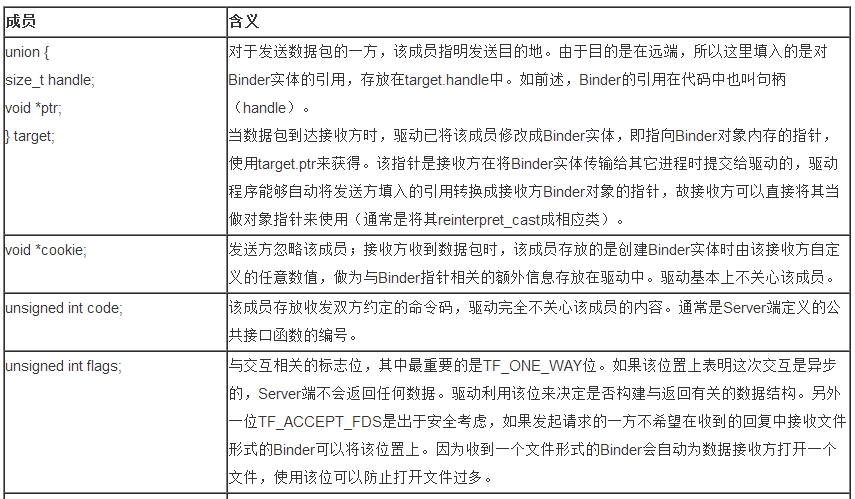 成员 含义
union { 对于发送数据包的一方，该成员指明发送目的地。由于目的是在远端，所以这里填入的是对
size_t handle; Binder实体的引用，存放在target.handle中。如前述，Binder的引用在代码中也叫句柄
void *ptr; （handle）。
} target; 当数据包到达接收方时，驱动已将该成员修改成Binder实体，即指向Binder对象内存的指针，
使用target.ptr来获得。该指针是接收方在将Binder实体传输给其它进程时提交给驱动的，驱动
程序能够自动将发送方填入的引用转换成接收方Binder对象的指针，故接收方可以直接将其当
做对象指针来使用（通常是将其reinterpret_cast成相应类）。
void *cookie; 发送方忽略该成员；接收方收到数据包时，该成员存放的是创建Binder实体时由该接收方自定
义的任意数值，做为与Binder指针相关的额外信息存放在驱动中。驱动基本上不关心该成员。
unsigned int code; 该成员存放收发双方约定的命令码，驱动完全不关心该成员的内容。通常是Server端定义的公
共接口函数的编号。
unsigned int flags; 与交互相关的标志位，其中最重要的是TF_ONE_WAY位。如果该位置上表明这次交互是异步
的，Server端不会返回任何数据。驱动利用该位来决定是否构建与返回有关的数据结构。另外
一位TF_ACCEPT_FDS是出于安全考虑，如果发起请求的一方不希望在收到的回复中接收文件
形式的Binder可以将该位置上。因为收到一个文件形式的Binder会自动为数据接收方打开一个
文件，使用该位可以防止打开文件过多。